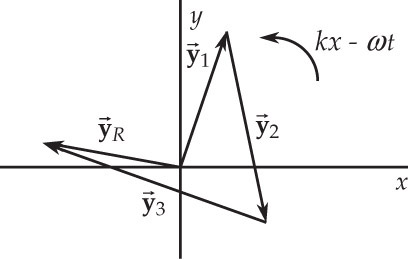 y
kx - ωt
y⃗₁
y⃗₂
y⃗R
x
y⃗₃